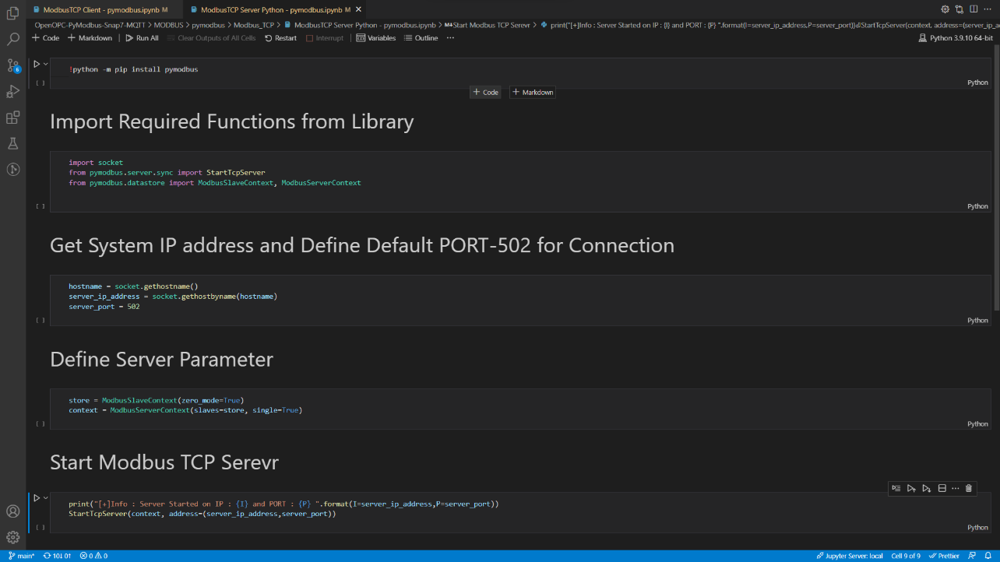 ModbusTCP Client - pymodbus.ipynb M
ModbusTCP Server Python - pymodbus.ipynb M
OpenOPC-PyModbus-Snap7-MQTT > MODBUS > pymodbus > Modbus_TCP > ModbusTCP Server Python - pymodbus.ipynb > M↓Start Modbus TCP Serevr > print("[+]Info : Server Started on IP : {I} and PORT : {P} ".format(I=server_ip_address,P=server_port))⏎StartTcpServer(context, address=(server_ip_a
+ Code + Markdown Run All Clear Outputs of All Cells Restart Interrupt Variables Outline ··· Python 3.9.10 64-bit
6
!python -m pip install pymodbus
[ ] Python
+ Code + Markdown
Import Required Functions from Library
import socket
from pymodbus.server.sync import StartTcpServer
from pymodbus.datastore import ModbusSlaveContext, ModbusServerContext
[ ] Python
Get System IP address and Define Default PORT-502 for Connection
hostname = socket.gethostname()
server_ip_address = socket.gethostbyname(hostname)
server_port = 502
[ ] Python
Define Server Parameter
store = ModbusSlaveContext(zero_mode=True)
context = ModbusServerContext(slaves=store, single=True)
[ ] Python
Start Modbus TCP Serevr
print("[+]Info : Server Started on IP : {I} and PORT : {P} ".format(I=server_ip_address,P=server_port))
StartTcpServer(context, address=(server_ip_address,server_port))
[ ] Python
main* 10↓ 0↑ 0 0 Jupyter Server: local Cell 9 of 9 Prettier